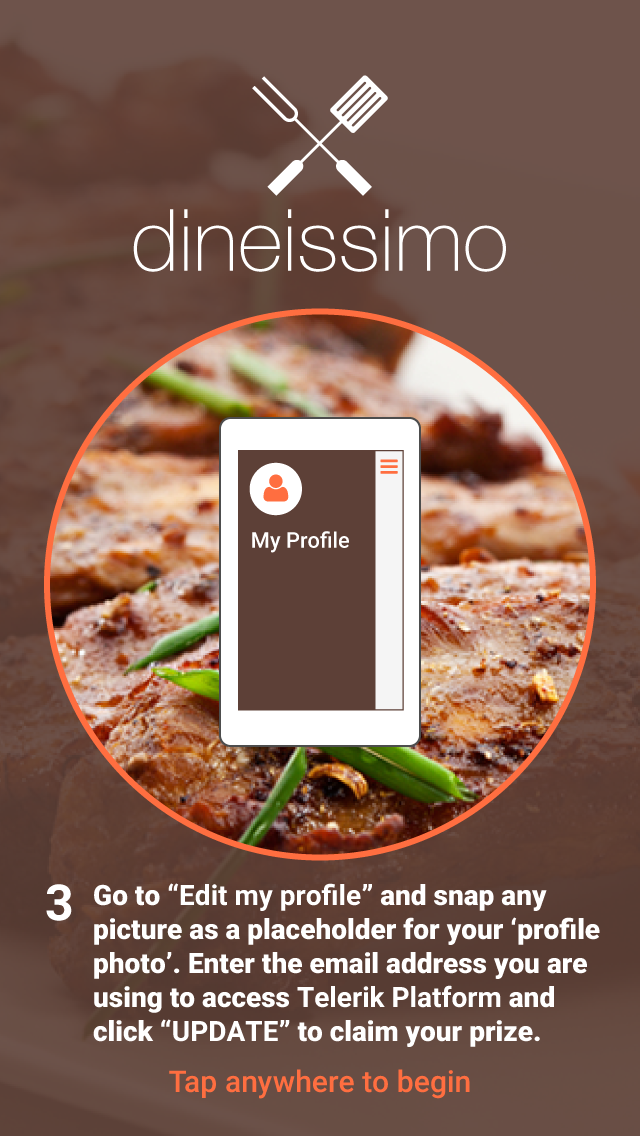 dineissimo
My Profile
3 Go to “Edit my profile” and snap any
picture as a placeholder for your ‘profile
photo’. Enter the email address you are
using to access Telerik Platform and
click “UPDATE” to claim your prize.
Tap anywhere to begin